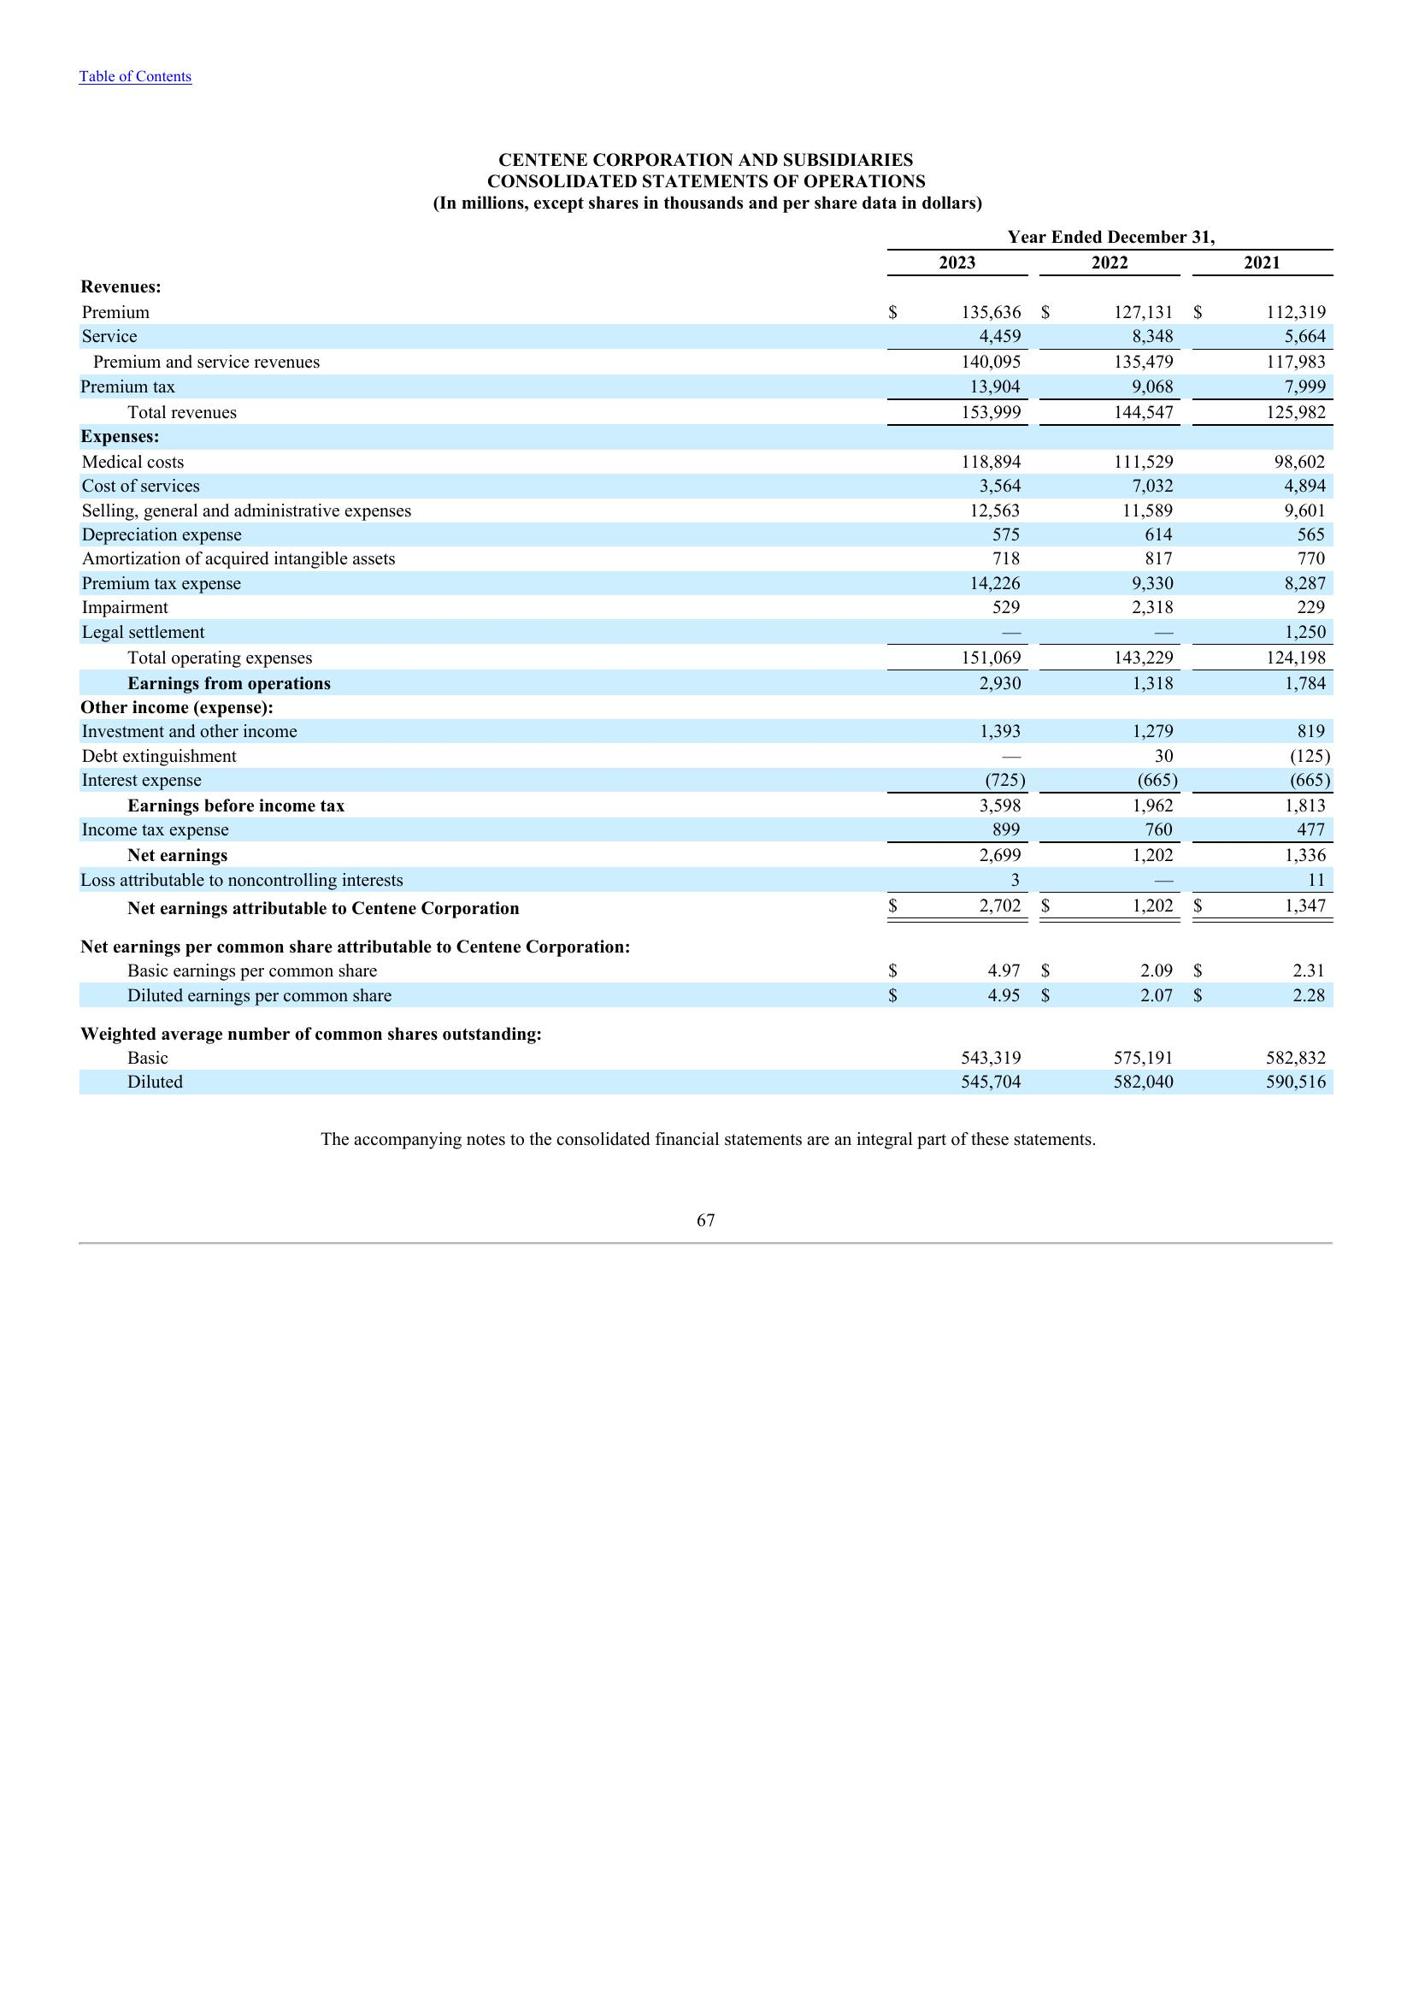 Table of Contents
CENTENE CORPORATION AND SUBSIDIARIES
CONSOLIDATED STATEMENTS OF OPERATIONS
(In millions, except shares in thousands and per share data in dollars)
Year Ended December 31,
2023 2022 2021
Revenues:
Premium $ 135,636 $ 127,131 $ 112,319
Service 4,459 8,348 5,664
Premium and service revenues 140,095 135,479 117,983
Premium tax 13,904 9,068 7,999
Total revenues 153,999 144,547 125,982
Expenses:
Medical costs 118,894 111,529 98,602
Cost of services 3,564 7,032 4,894
Selling, general and administrative expenses 12,563 11,589 9,601
Depreciation expense 575 614 565
Amortization of acquired intangible assets 718 817 770
Premium tax expense 14,226 9,330 8,287
Impairment 529 2,318 229
Legal settlement — — 1,250
Total operating expenses 151,069 143,229 124,198
Earnings from operations 2,930 1,318 1,784
Other income (expense):
Investment and other income 1,393 1,279 819
Debt extinguishment — 30 (125)
Interest expense (725) (665) (665)
Earnings before income tax 3,598 1,962 1,813
Income tax expense 899 760 477
Net earnings 2,699 1,202 1,336
Loss attributable to noncontrolling interests 3 — 11
Net earnings attributable to Centene Corporation $ 2,702 $ 1,202 $ 1,347
Net earnings per common share attributable to Centene Corporation:
Basic earnings per common share $ 4.97 $ 2.09 $ 2.31
Diluted earnings per common share $ 4.95 $ 2.07 $ 2.28
Weighted average number of common shares outstanding:
Basic 543,319 575,191 582,832
Diluted 545,704 582,040 590,516
The accompanying notes to the consolidated financial statements are an integral part of these statements.
67